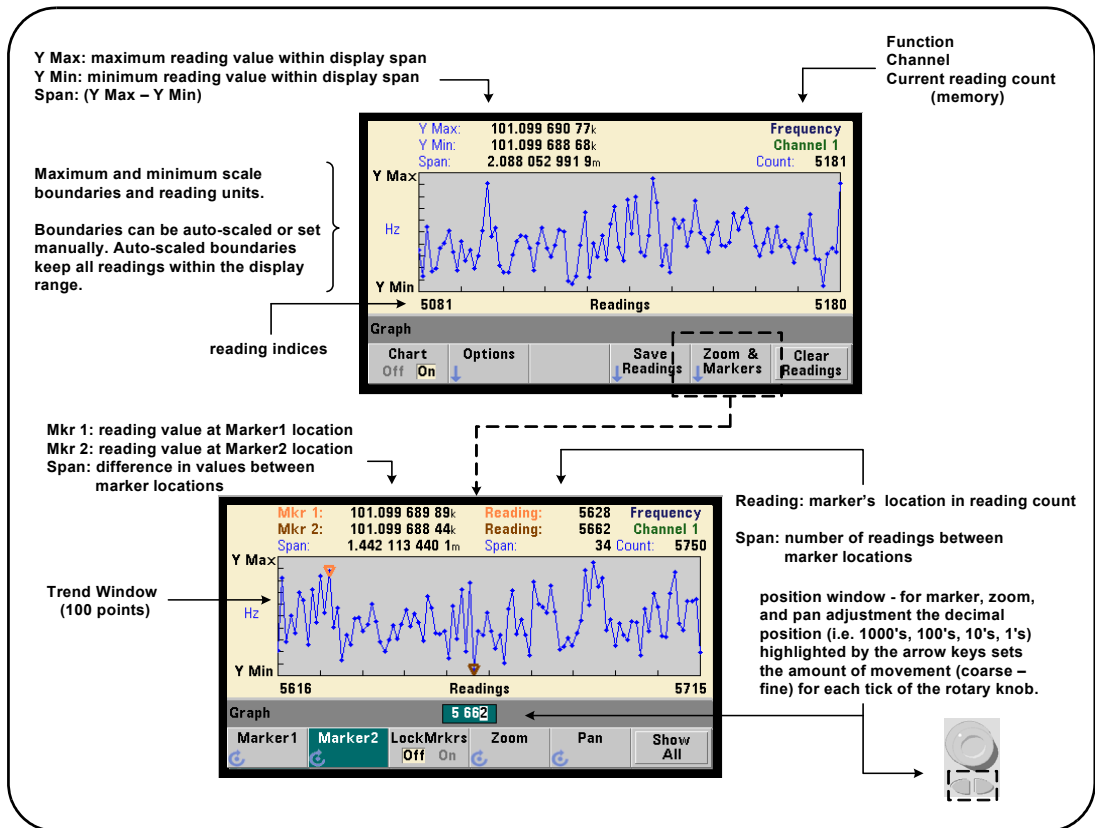 Y Max: maximum reading value within display span
Y Min: minimum reading value within display span
Span: (Y Max – Y Min)
Function
Channel
Current reading count
(memory)
Y Max: 101.099 690 77k Frequency
Y Min: 101.099 688 68k Channel 1
Span: 2.088 052 991 9m Count: 5181
Maximum and minimum scale
boundaries and reading units.
Boundaries can be auto-scaled or set
manually. Auto-scaled boundaries
keep all readings within the display
range.
Y Max
Hz
Y Min
5081 Readings 5180
reading indices
Graph
Chart
Off On
Options
Save
Readings
Zoom &
Markers
Clear
Readings
Mkr 1: reading value at Marker1 location
Mkr 2: reading value at Marker2 location
Span: difference in values between
marker locations
Mkr 1: 101.099 689 89k Reading: 5628 Frequency
Mkr 2: 101.099 688 44k Reading: 5662 Channel 1
Span: 1.442 113 440 1m Span: 34 Count: 5750
Reading: marker's location in reading count
Span: number of readings between
marker locations
Trend Window
(100 points)
Y Max
Hz
Y Min
5616 Readings 5715
position window - for marker, zoom,
and pan adjustment the decimal
position (i.e. 1000's, 100's, 10's, 1's)
highlighted by the arrow keys sets
the amount of movement (coarse –
fine) for each tick of the rotary knob.
Graph 5 662
Marker1
Marker2
LockMrkrs
Off On
Zoom
Pan
Show
All